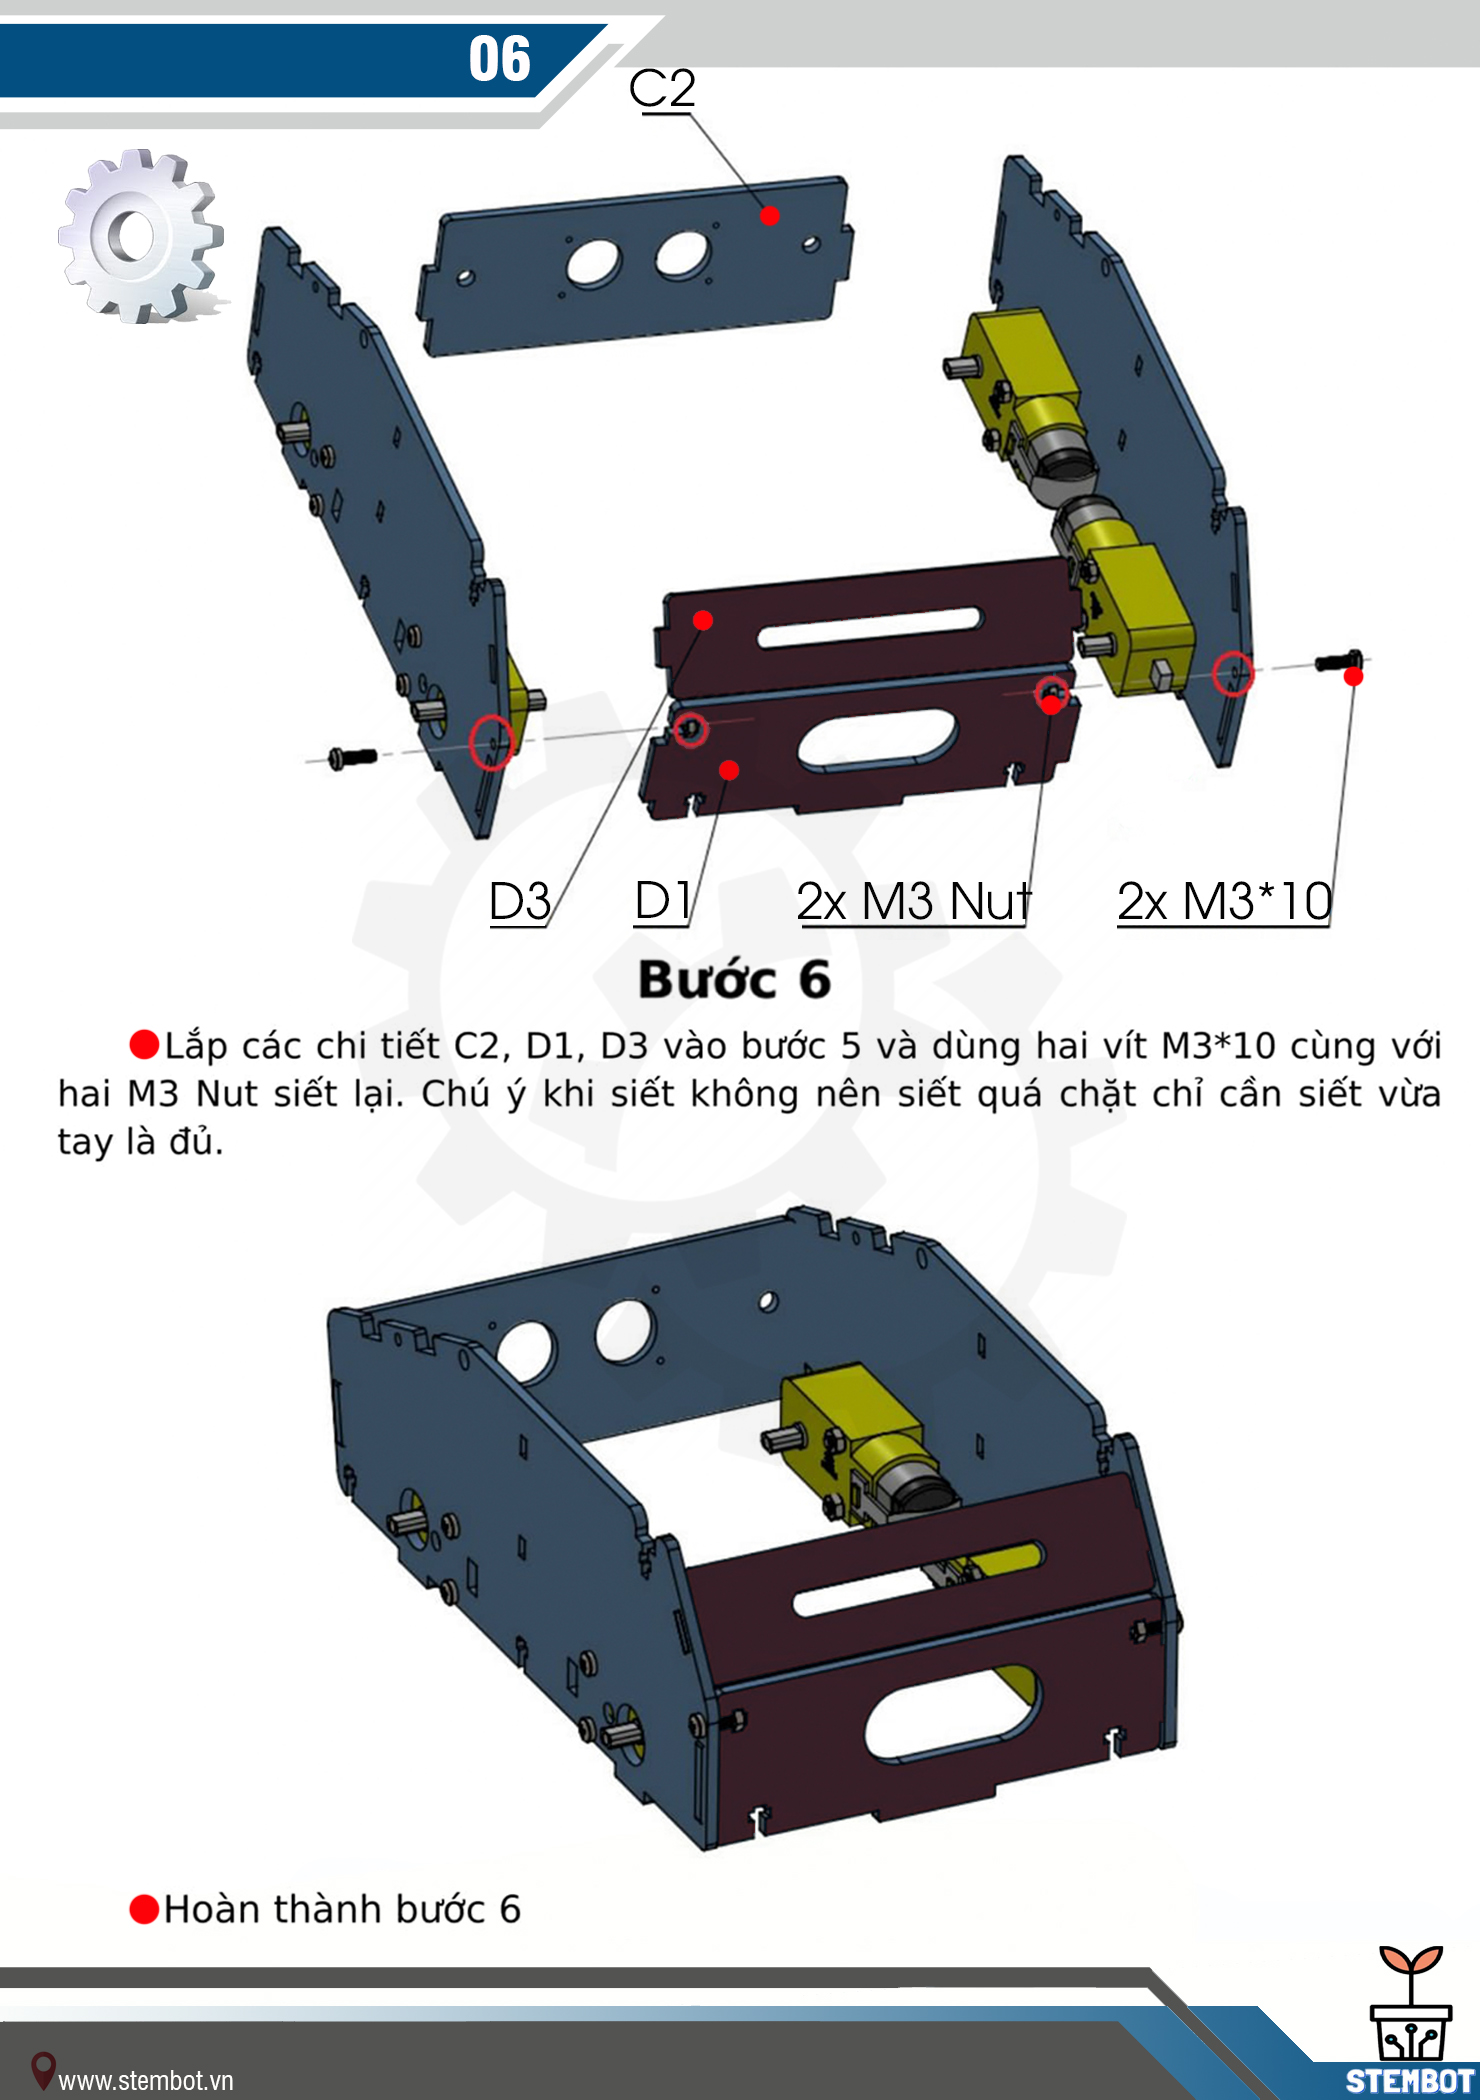 06
C2
D3
D1
2x M3 Nut
2x M3*10
Bước 6
Lắp các chi tiết C2, D1, D3 vào bước 5 và dùng hai vít M3*10 cùng với
hai M3 Nut siết lại. Chú ý khi siết không nên siết quá chặt chỉ cần siết vừa
tay là đủ.
Hoàn thành bước 6
www.stembot.vn
STEMBOT